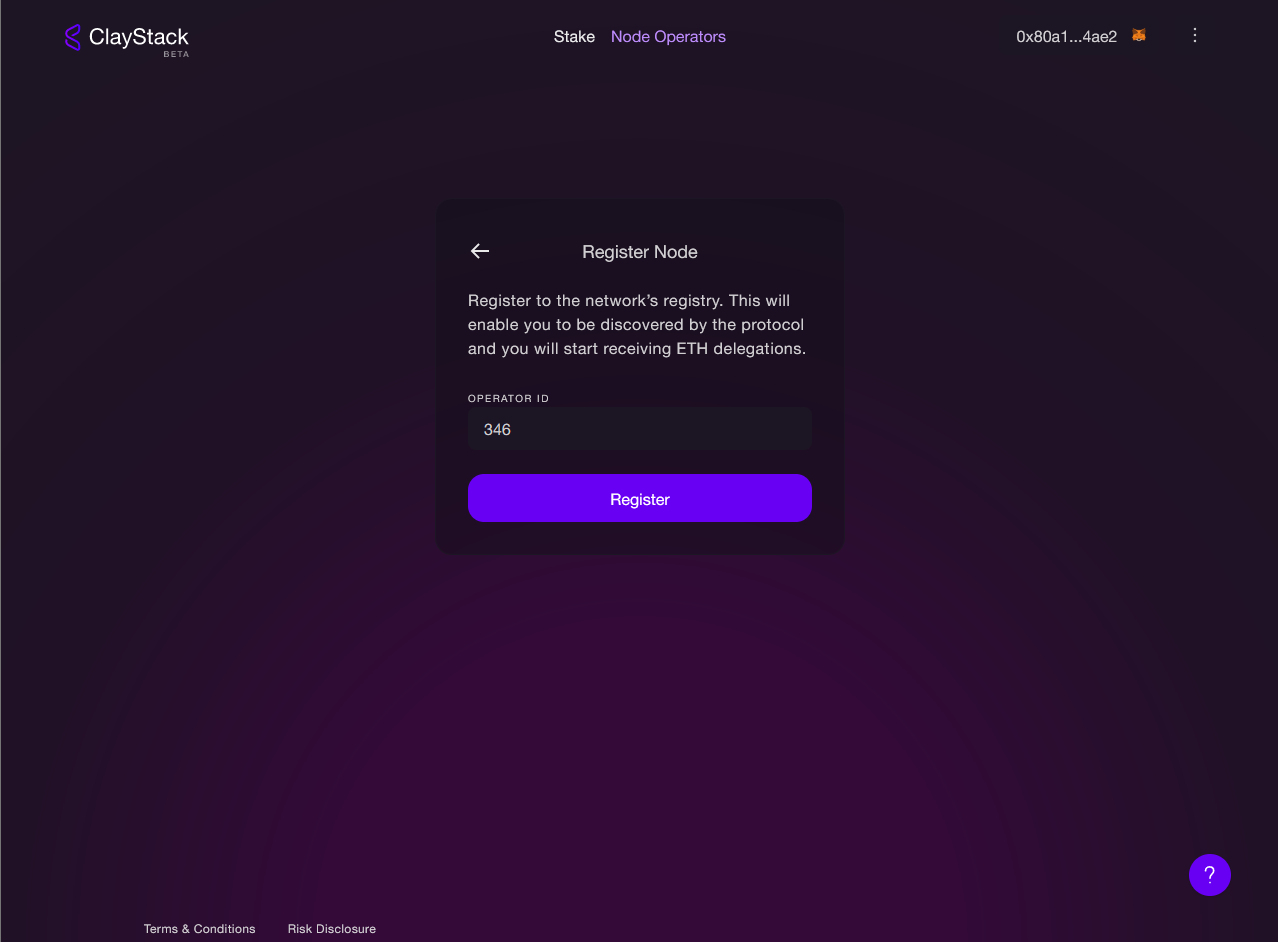 ClayStack
BETA
Stake
Node Operators
0x80a1...4ae2
Register Node
Register to the network’s registry. This will
enable you to be discovered by the protocol
and you will start receiving ETH delegations.
OPERATOR ID
346
Register
?
Terms & Conditions
Risk Disclosure